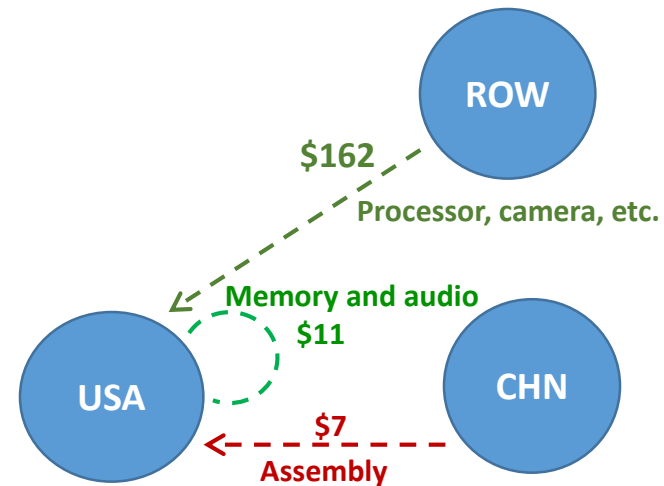 ROW
$162
Processor, camera, etc.
Memory and audio
$11
USA
CHN
$7
Assembly